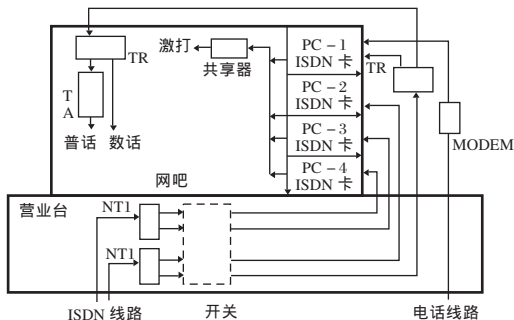 激打
共享器
PC－1
ISDN 卡
TR
TR
PC－2
ISDN 卡
T
A
PC－3
ISDN 卡
普话
数话
MODEM
PC－4
ISDN 卡
网吧
营业台
NT1
NT1
ISDN 线路
开关
电话线路